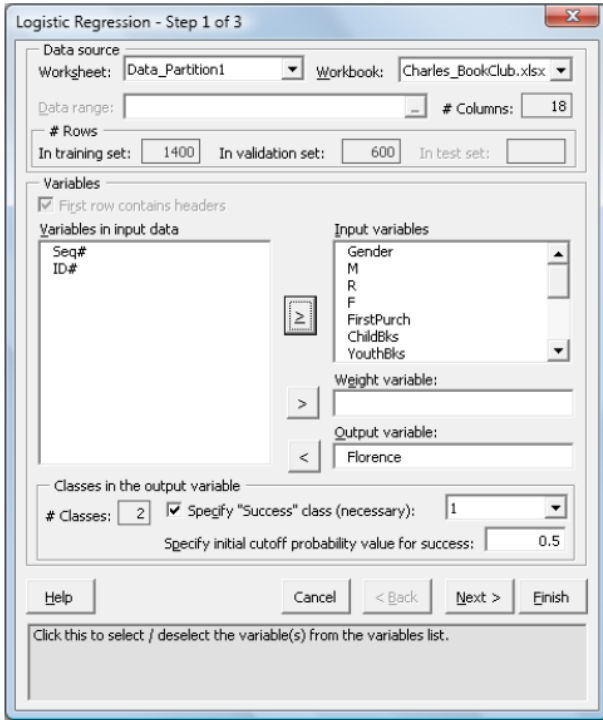 Logistic Regression - Step 1 of 3
Data source
Worksheet: Data_Partition1 Workbook: Charles_BookClub.xlsx
Data range: # Columns: 18
# Rows
In training set: 1400 In validation set: 600 In test set:
Variables
First row contains headers
Variables in input data
Seq#
ID#
Input variables
Gender
M
R
F
FirstPurch
ChildBks
YouthBks
≥
Weight variable:
>
Output variable:
<
Florence
Classes in the output variable
# Classes: 2 Specify "Success" class (necessary): 1
Specify initial cutoff probability value for success: 0.5
Help Cancel < Back Next > Finish
Click this to select / deselect the variable(s) from the variables list.